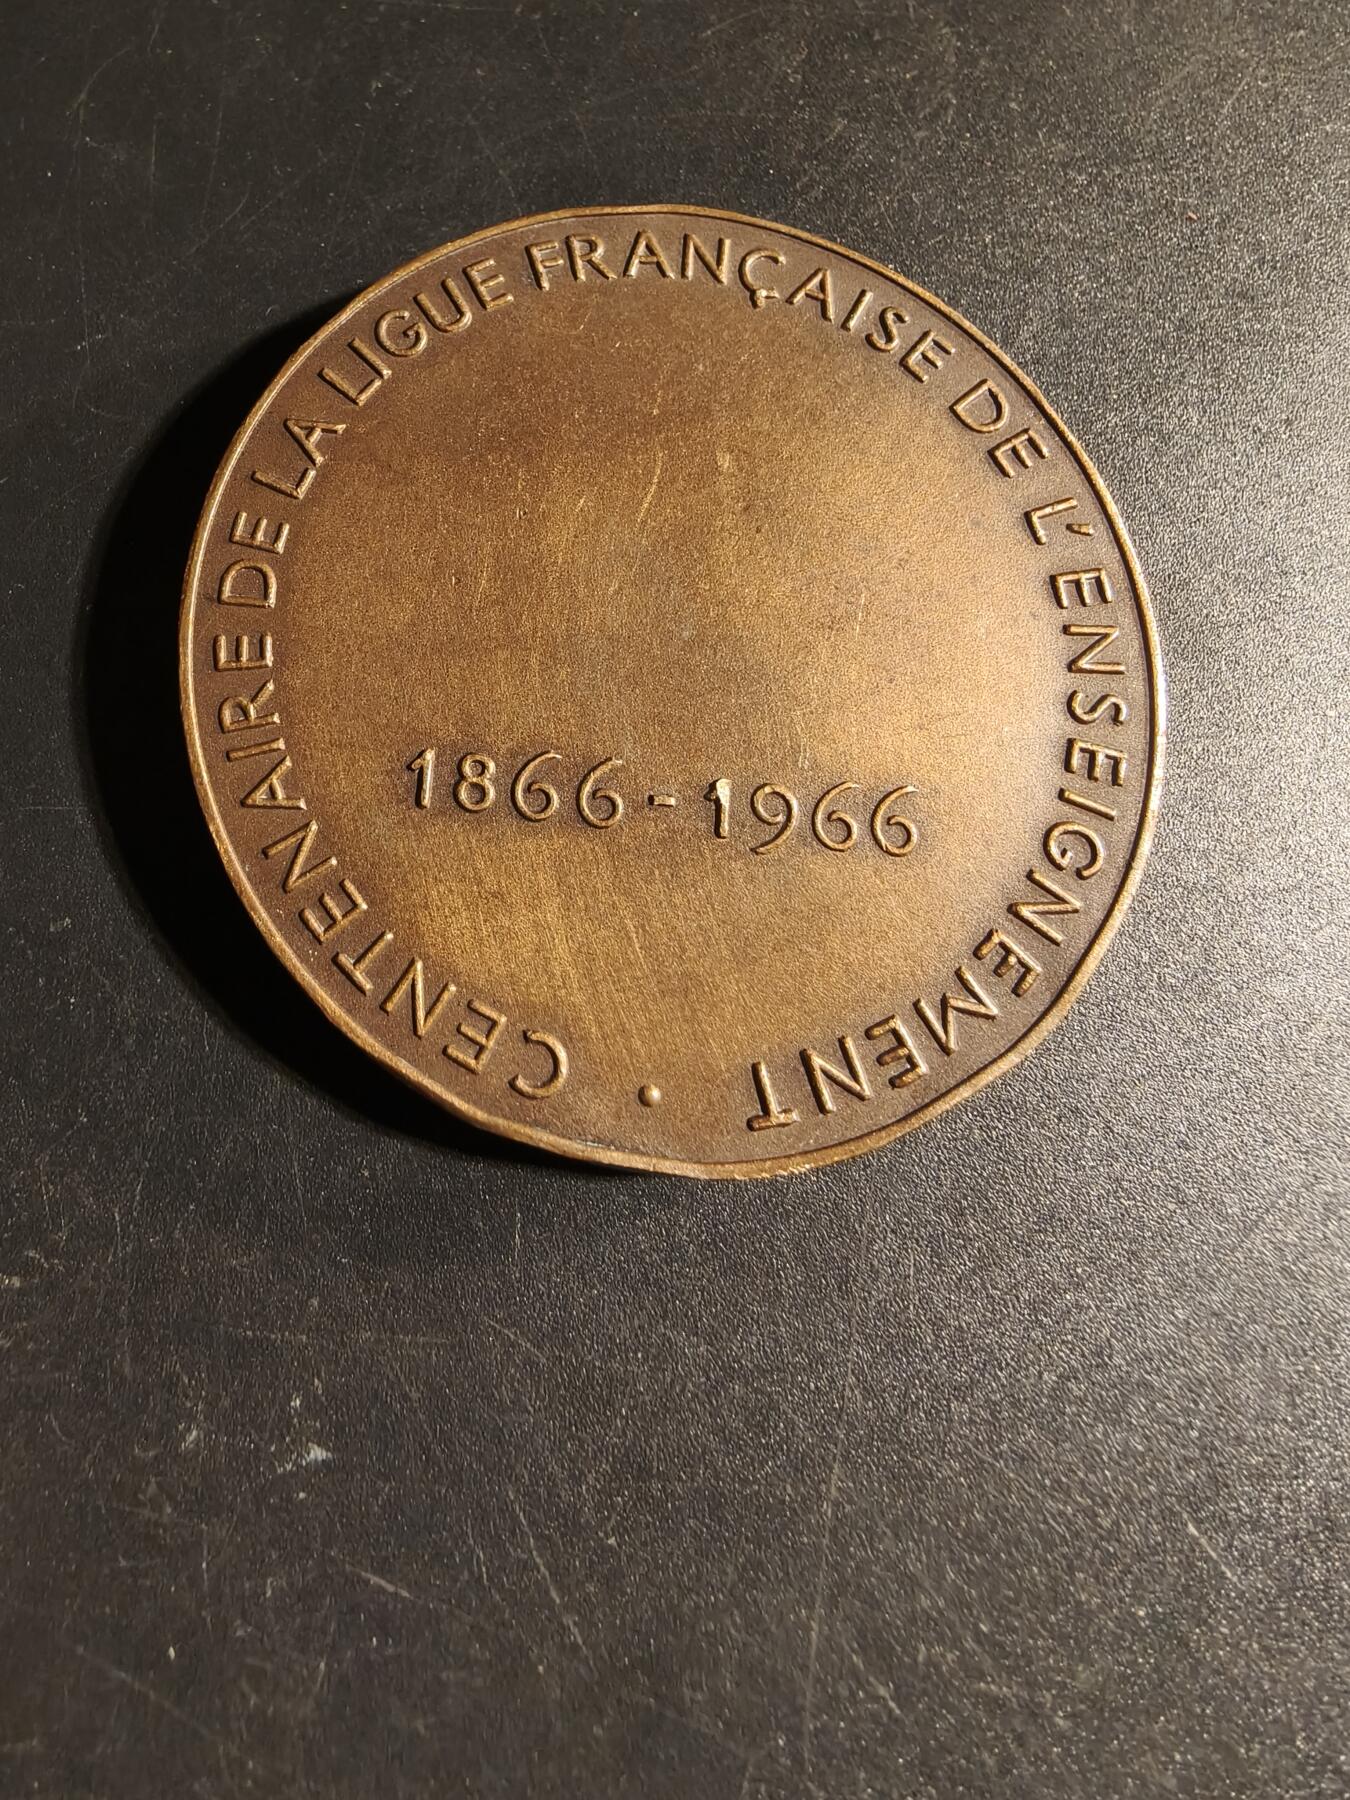 CENTENAIRE DE LA LIGUE FRANÇAISE DE L'ENSEIGNEMENT •
1866-1966